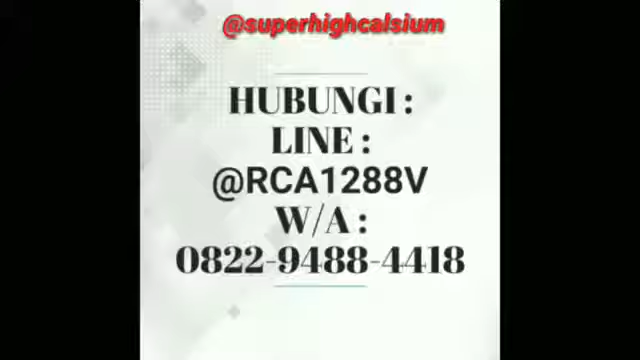 @superhighcalsium
HUBUNGI :
LINE :
@RCA1288V
W/A :
0822-9488-4418